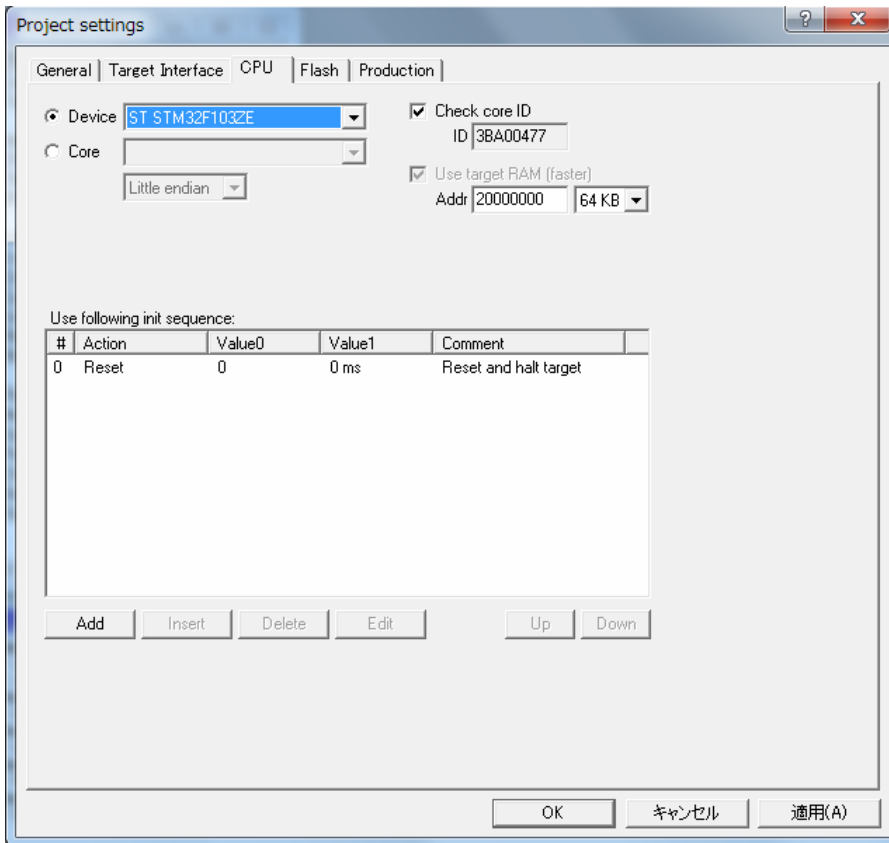 Project settings
General Target Interface CPU Flash Production
Device ST STM32F103ZE Check core ID
ID 3BA00477
Core
Use target RAM (faster)
Little endian Addr 20000000 64 KB
Use following init sequence:
# Action Value0 Value1 Comment
0 Reset 0 0 ms Reset and halt target
Add Insert Delete Edit Up Down
OK キャンセル 適用(A)